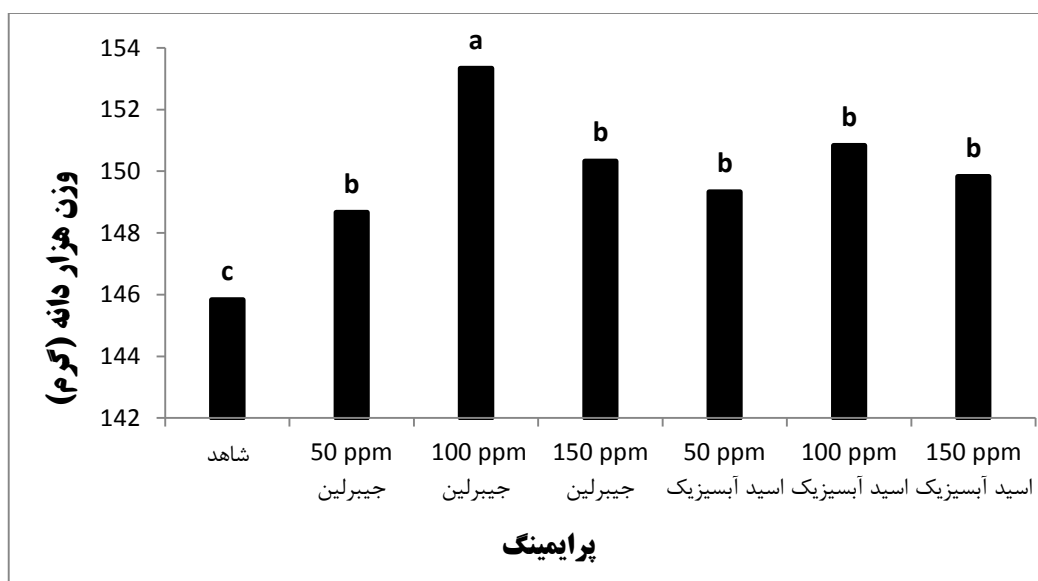 وزن هزار دانه (گرم)
154
152
150
148
146
144
142
c
b
a
b
b
b
b
شاهد
50 ppm
جیبرلین
100 ppm
جیبرلین
150 ppm
جیبرلین
50 ppm
اسید آبسیزیک
100 ppm
اسید آبسیزیک
150 ppm
اسید آبسیزیک
پرایمینگ